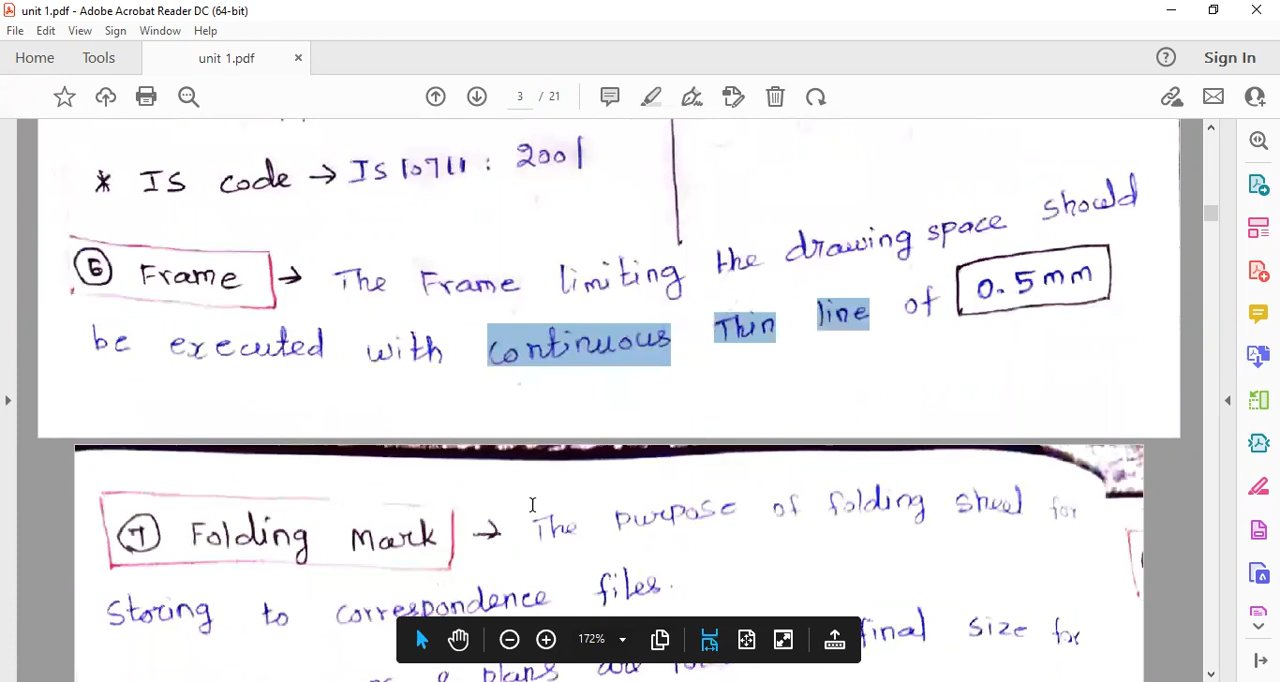 unit 1.pdf - Adobe Acrobat Reader DC (64-bit)
File Edit View Sign Window Help
Home Tools unit 1.pdf × Sign In
3 / 21
* IS code → IS 10711 : 2001
6 Frame → The Frame limiting the drawing space should
be executed with continuous Thin line of 0.5mm
7 Folding Mark → The purpose of folding sheet for
storing to correspondence files.
final size for
plans are
172%